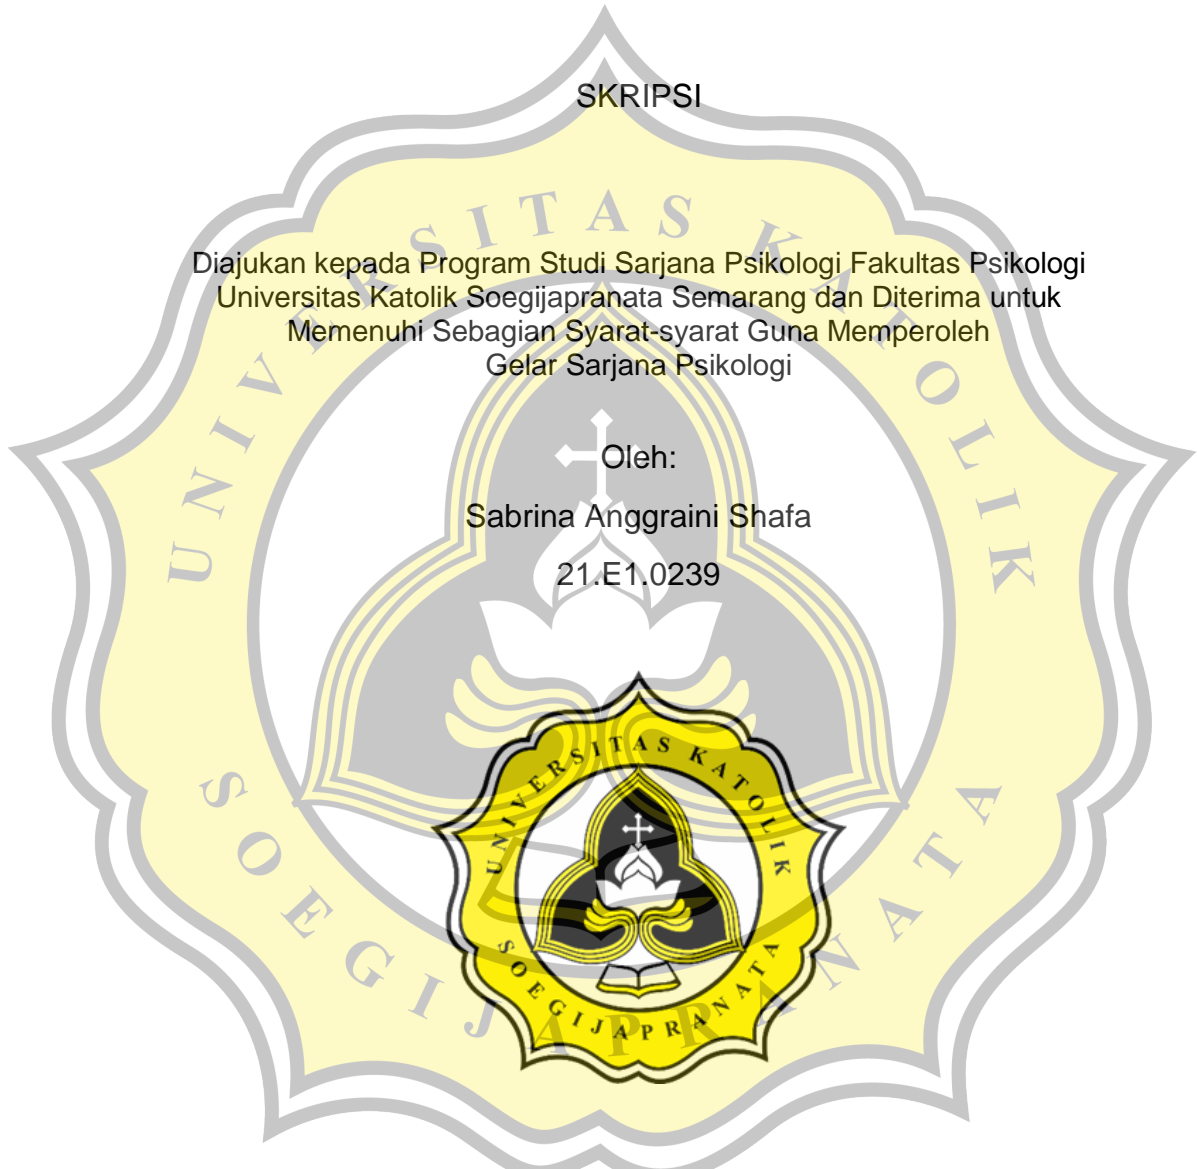 SKRIPSI
Diajukan kepada Program Studi Sarjana Psikologi Fakultas Psikologi
Universitas Katolik Soegijapranata Semarang dan Diterima untuk
Memenuhi Sebagian Syarat-syarat Guna Memperoleh
Gelar Sarjana Psikologi
Oleh:
Sabrina Anggraini Shafa
21.E1.0239
UNIVERSITAS KATOLIK
SOEGIJAPRANATA
UNIVERSITAS KATOLIK
SOEGIJAPRANATA